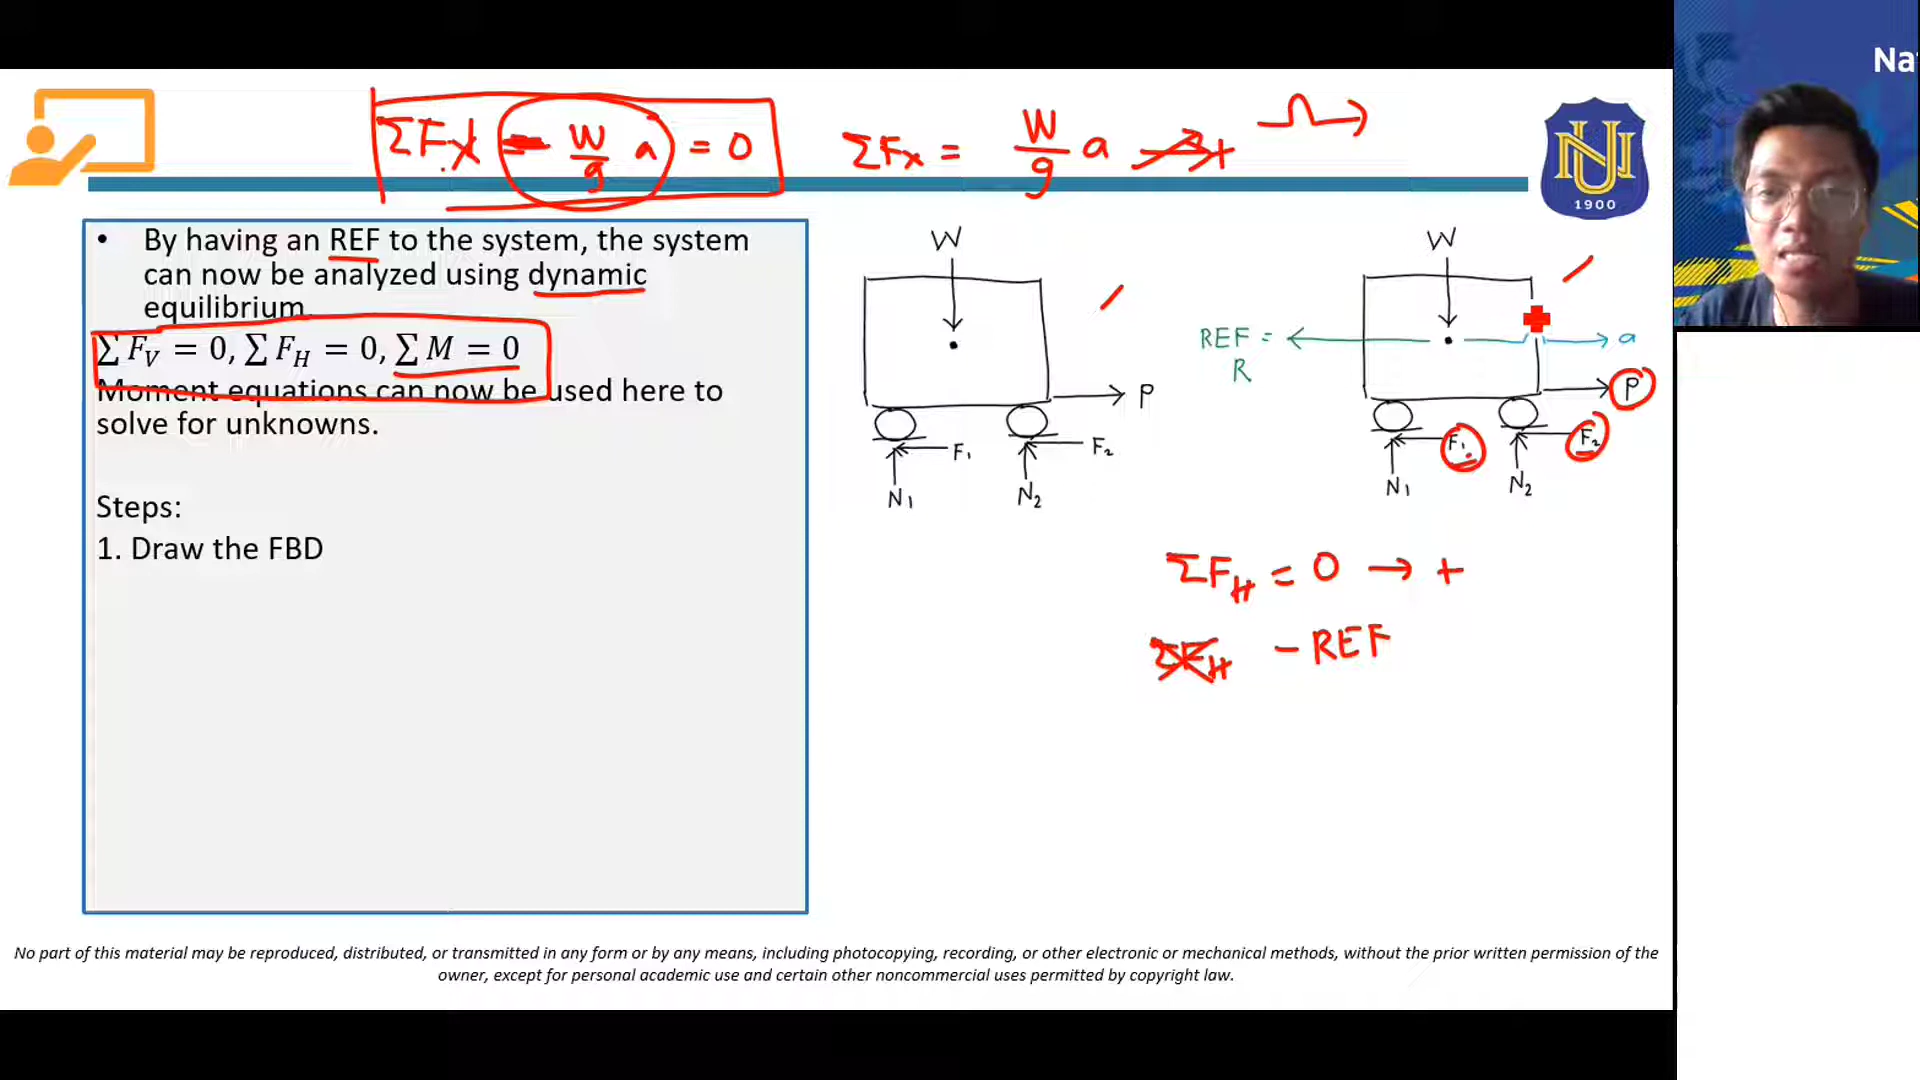 ΣFx - W/g a = 0
ΣFx = W/g a → +
Na
1900
• By having an REF to the system, the system
can now be analyzed using dynamic
equilibrium.
∑ F_V = 0, ∑ F_H = 0, ∑ M = 0
Moment equations can now be used here to
solve for unknowns.
Steps:
1. Draw the FBD
W
P
F₁
F₂
N₁
N₂
W
REF =
R
a
P
F₁
F₂
N₁
N₂
ΣF_H = 0 → +
ΣF_H - REF
No part of this material may be reproduced, distributed, or transmitted in any form or by any means, including photocopying, recording, or other electronic or mechanical methods, without the prior written permission of the
owner, except for personal academic use and certain other noncommercial uses permitted by copyright law.